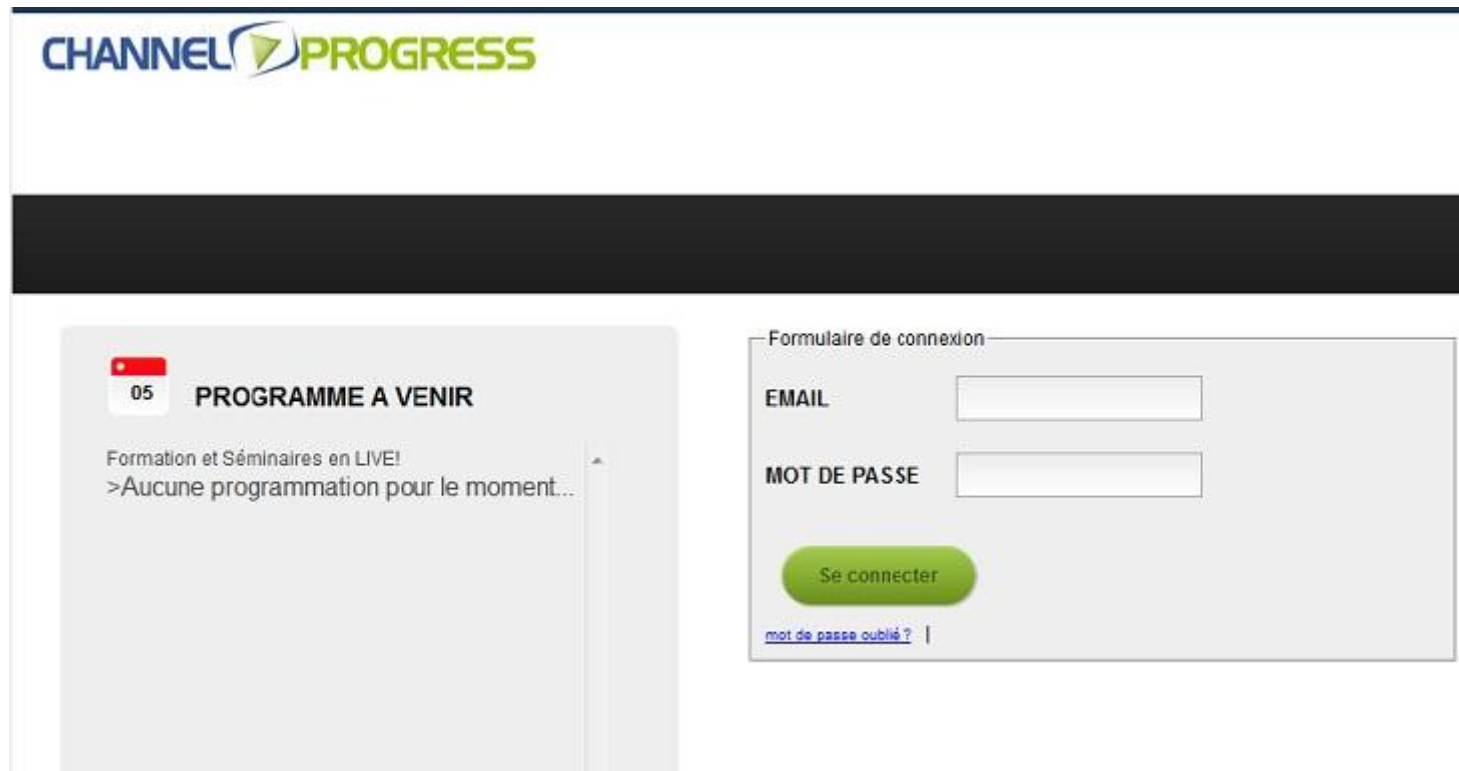 CHANNEL PROGRESS
05
PROGRAMME A VENIR
Formation et Séminaires en LIVE!
>Aucune programmation pour le moment...
Formulaire de connexion
EMAIL
MOT DE PASSE
Se connecter
mot de passe oublié ? |